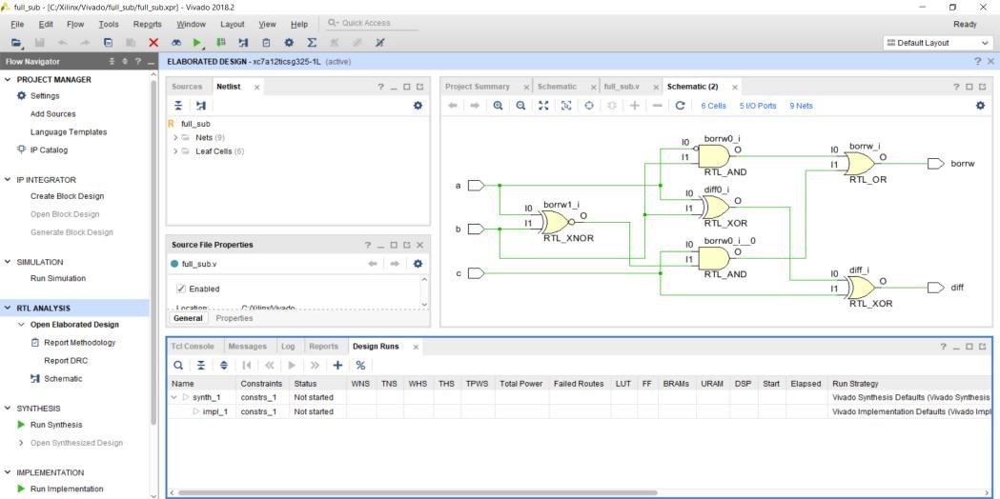 full_sub - [C:/Xilinx/Vivado/full_sub/full_sub.xpr] - Vivado 2018.2
File Edit Flow Tools Reports Window Layout View Help Q- Quick Access Ready
Default Layout
Flow Navigator
PROJECT MANAGER
Settings
Add Sources
Language Templates
IP Catalog
IP INTEGRATOR
Create Block Design
Open Block Design
Generate Block Design
SIMULATION
Run Simulation
RTL ANALYSIS
Open Elaborated Design
Report Methodology
Report DRC
Schematic
SYNTHESIS
Run Synthesis
Open Synthesized Design
IMPLEMENTATION
Run Implementation
ELABORATED DESIGN - xc7a12ticsg325-1L (active)
Sources Netlist
R full_sub
Nets (9)
Leaf Cells (6)
Source File Properties
full_sub.v
Enabled
Location: C:/Xilinx/Vivado
General Properties
Project Summary Schematic full_sub.v Schematic (2)
6 Cells 5 I/O Ports 9 Nets
a
b
c
I0 borrw1_i
I1 O
RTL_XNOR
I0 borrw0_i
I1 O
RTL_AND
I0 diff0_i
I1 O
RTL_XOR
I0 borrw0_i__0
I1 O
RTL_AND
I0 borrw_i
I1 O
RTL_OR
borrw
I0 diff_i
I1 O
RTL_XOR
diff
Tcl Console Messages Log Reports Design Runs
Name Constraints Status WNS TNS WHS THS TPWS Total Power Failed Routes LUT FF BRAMs URAM DSP Start Elapsed Run Strategy
synth_1 constrs_1 Not started Vivado Synthesis Defaults (Vivado Synthesis
impl_1 constrs_1 Not started Vivado Implementation Defaults (Vivado Impl